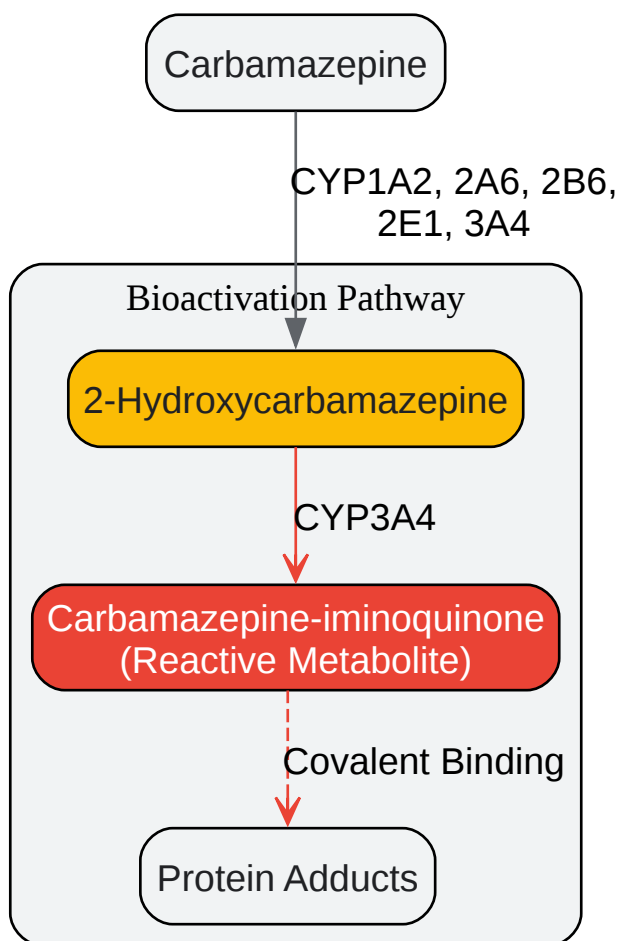 Carbamazepine
CYP1A2, 2A6, 2B6,
2E1, 3A4
Bioactivation Pathway
2-Hydroxycarbamazepine
CYP3A4
Carbamazepine-iminoquinone
(Reactive Metabolite)
Covalent Binding
Protein Adducts